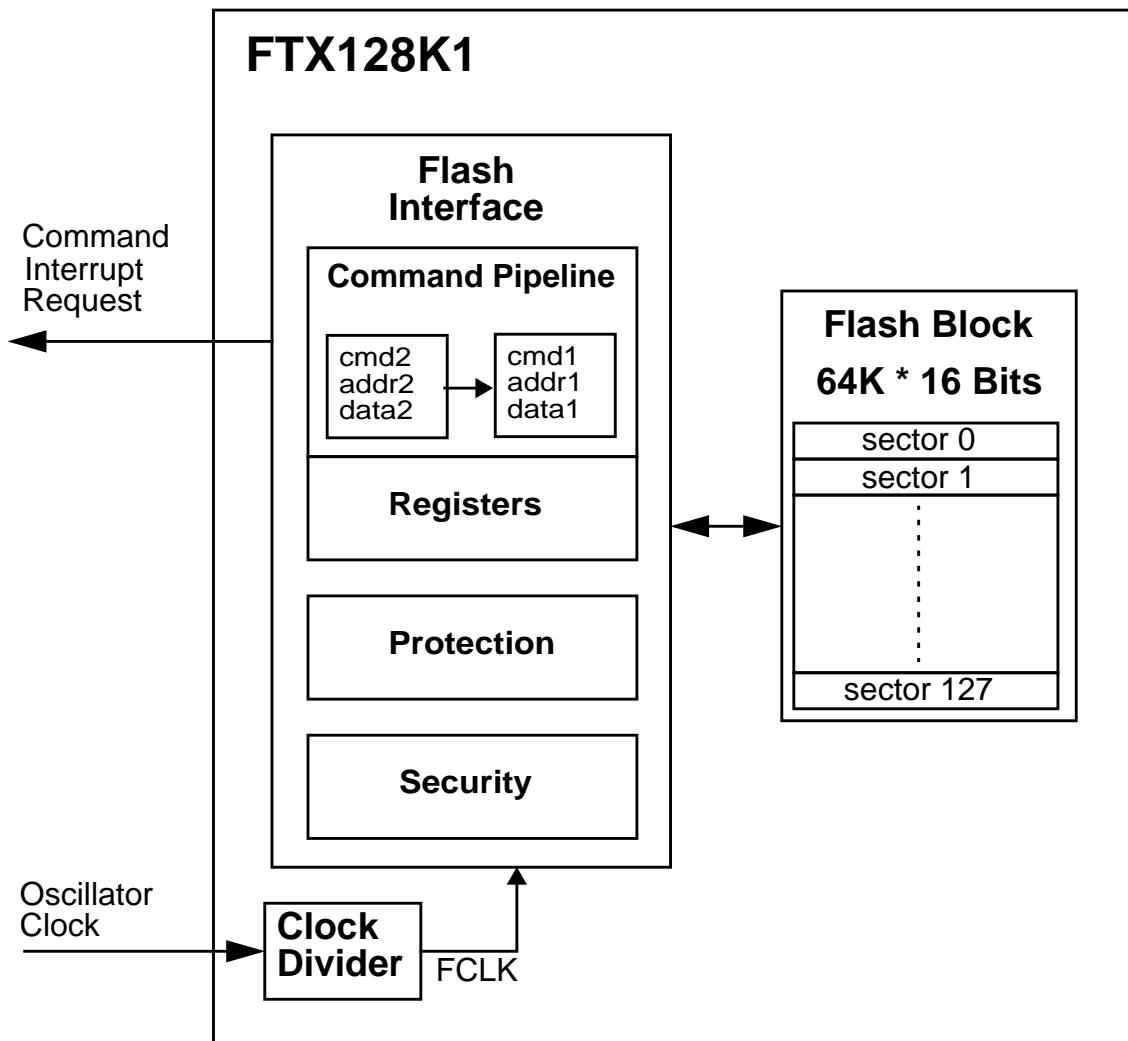 FTX128K1
Flash
Interface
Command
Interrupt
Request
Command Pipeline
cmd2
addr2
data2
cmd1
addr1
data1
Registers
Protection
Security
Flash Block
64K * 16 Bits
sector 0
sector 1
sector 127
Oscillator
Clock
Clock
Divider
FCLK